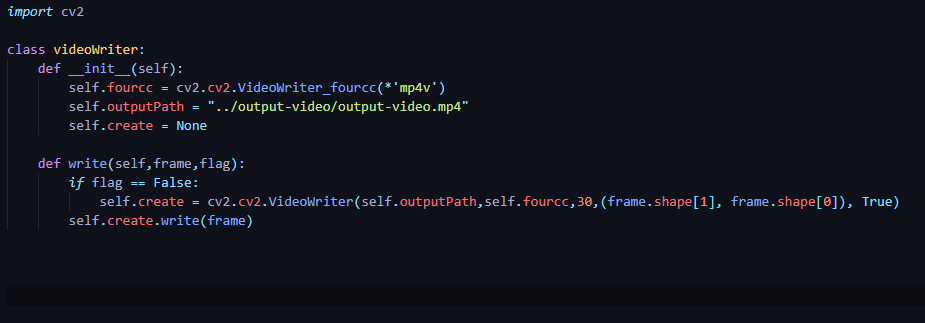 import cv2
class videoWriter:
def __init__(self):
self.fourcc = cv2.cv2.VideoWriter_fourcc(*'mp4v')
self.outputPath = "../output-video/output-video.mp4"
self.create = None
def write(self,frame,flag):
if flag == False:
self.create = cv2.cv2.VideoWriter(self.outputPath,self.fourcc,30,(frame.shape[1], frame.shape[0]), True)
self.create.write(frame)